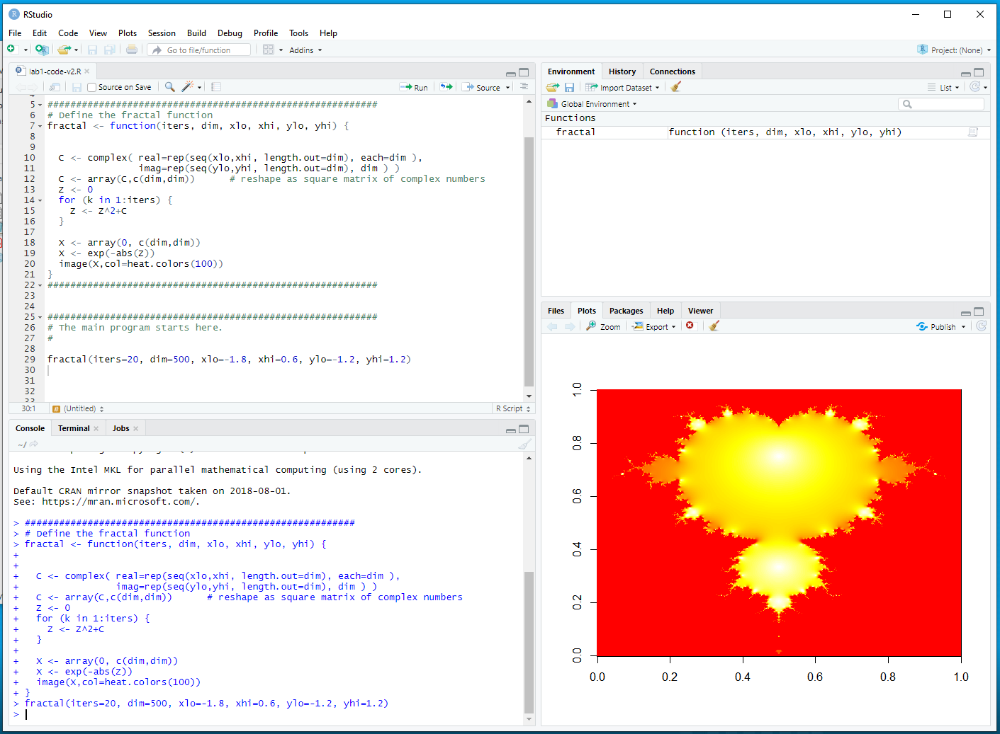 RStudio
File Edit Code View Plots Session Build Debug Profile Tools Help
Go to file/function Addins Project: (None)
lab1-code-v2.R
Source on Save Run Source
5 ##########################################################
6 # Define the fractal function
7 fractal <- function(iters, dim, xlo, xhi, ylo, yhi) {
8
9
10 C <- complex( real=rep(seq(xlo,xhi, length.out=dim), each=dim ),
11 imag=rep(seq(ylo,yhi, length.out=dim), dim ) )
12 C <- array(C,c(dim,dim)) # reshape as square matrix of complex numbers
13 Z <- 0
14 for (k in 1:iters) {
15 Z <- Z^2+C
16 }
17
18 X <- array(0, c(dim,dim))
19 X <- exp(-abs(Z))
20 image(X,col=heat.colors(100))
21 }
22 ##########################################################
23
24
25 ##########################################################
26 # The main program starts here.
27 #
28
29 fractal(iters=20, dim=500, xlo=-1.8, xhi=0.6, ylo=-1.2, yhi=1.2)
30
31
32
30:1 # (Untitled) R Script
Console Terminal Jobs
~/
Using the Intel MKL for parallel mathematical computing (using 2 cores).
Default CRAN mirror snapshot taken on 2018-08-01.
See: https://mran.microsoft.com/.
> ##########################################################
> # Define the fractal function
> fractal <- function(iters, dim, xlo, xhi, ylo, yhi) {
+
+
+ C <- complex( real=rep(seq(xlo,xhi, length.out=dim), each=dim ),
+ imag=rep(seq(ylo,yhi, length.out=dim), dim ) )
+ C <- array(C,c(dim,dim)) # reshape as square matrix of complex numbers
+ Z <- 0
+ for (k in 1:iters) {
+ Z <- Z^2+C
+ }
+
+ X <- array(0, c(dim,dim))
+ X <- exp(-abs(Z))
+ image(X,col=heat.colors(100))
+ }
> fractal(iters=20, dim=500, xlo=-1.8, xhi=0.6, ylo=-1.2, yhi=1.2)
>
Environment History Connections
Import Dataset List
Global Environment
Functions
fractal function (iters, dim, xlo, xhi, ylo, yhi)
Files Plots Packages Help Viewer
Zoom Export Publish
1.0
0.8
0.6
0.4
0.2
0.0
0.0 0.2 0.4 0.6 0.8 1.0